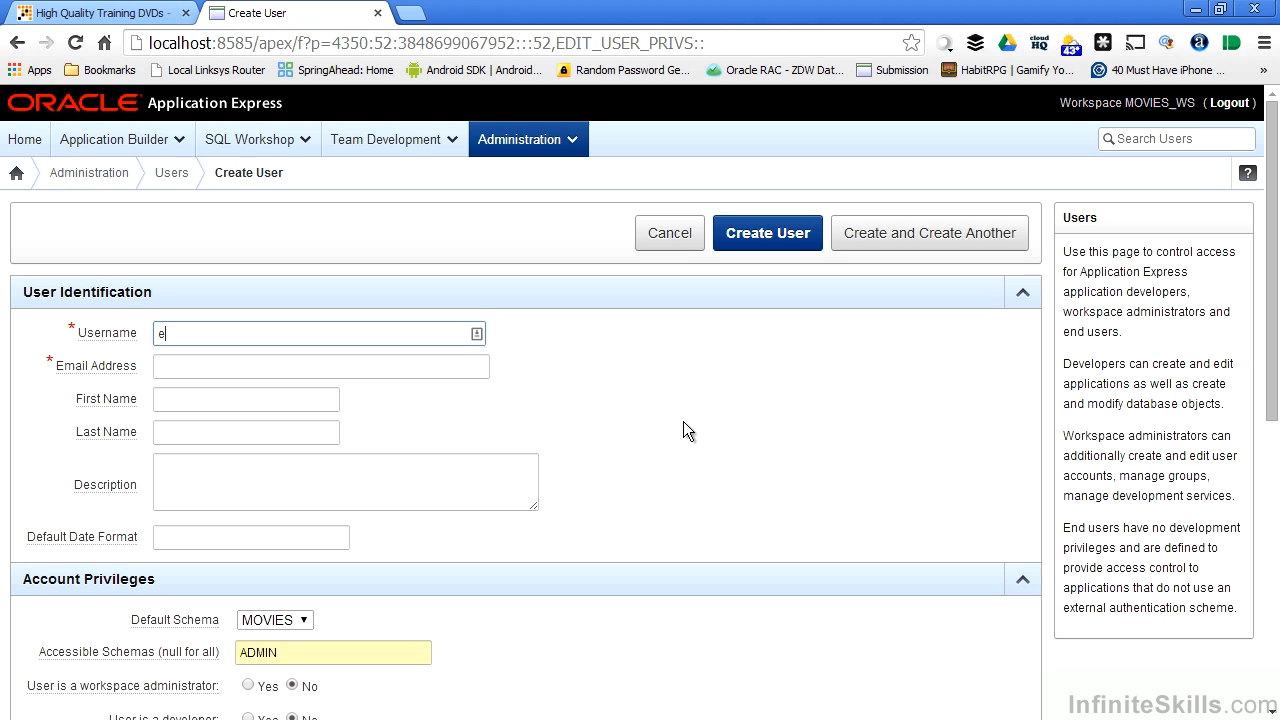 High Quality Training DVDs -
Create User
localhost:8585/apex/f?p=4350:52:3848699067952:::52,EDIT_USER_PRIVS::
43°
Apps
Bookmarks
Local Linksys Router
SpringAhead: Home
Android SDK | Android...
Random Password Ge...
Oracle RAC - ZDW Dat...
Submission
HabitRPG | Gamify Yo...
40 Must Have iPhone ...
»
ORACLE Application Express
Workspace MOVIES_WS ( Logout )
Home
Application Builder
SQL Workshop
Team Development
Administration
Search Users
Administration
Users
Create User
?
Cancel
Create User
Create and Create Another
User Identification
* Username
e
* Email Address
First Name
Last Name
Description
Default Date Format
Account Privileges
Default Schema
MOVIES
Accessible Schemas (null for all)
ADMIN
User is a workspace administrator:
Yes
No
User is a developer:
Yes
No
Users
Use this page to control access
for Application Express
application developers,
workspace administrators and
end users.
Developers can create and edit
applications as well as create
and modify database objects.
Workspace administrators can
additionally create and edit user
accounts, manage groups,
manage development services.
End users have no development
privileges and are defined to
provide access control to
applications that do not use an
external authentication scheme.
InfiniteSkills.com